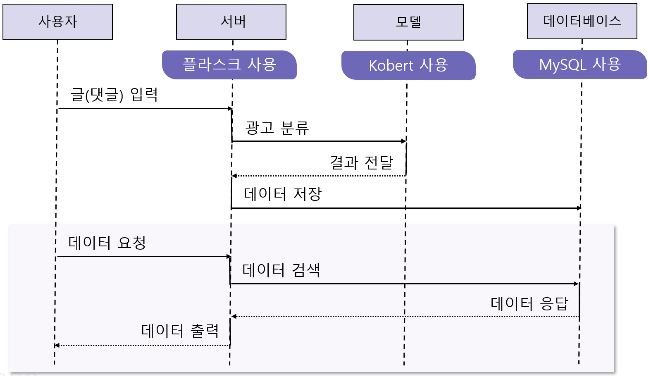 사용자
서버
모델
데이터베이스
플라스크 사용
Kobert 사용
MySQL 사용
글(댓글) 입력
광고 분류
결과 전달
데이터 저장
데이터 요청
데이터 검색
데이터 응답
데이터 출력